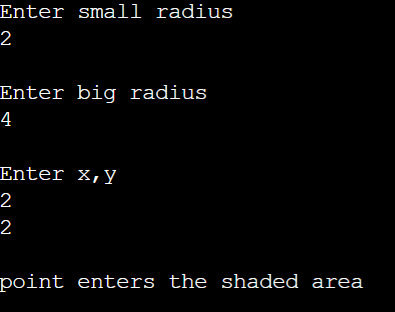 Enter small radius
2
Enter big radius
4
Enter x,y
2
2
point enters the shaded area